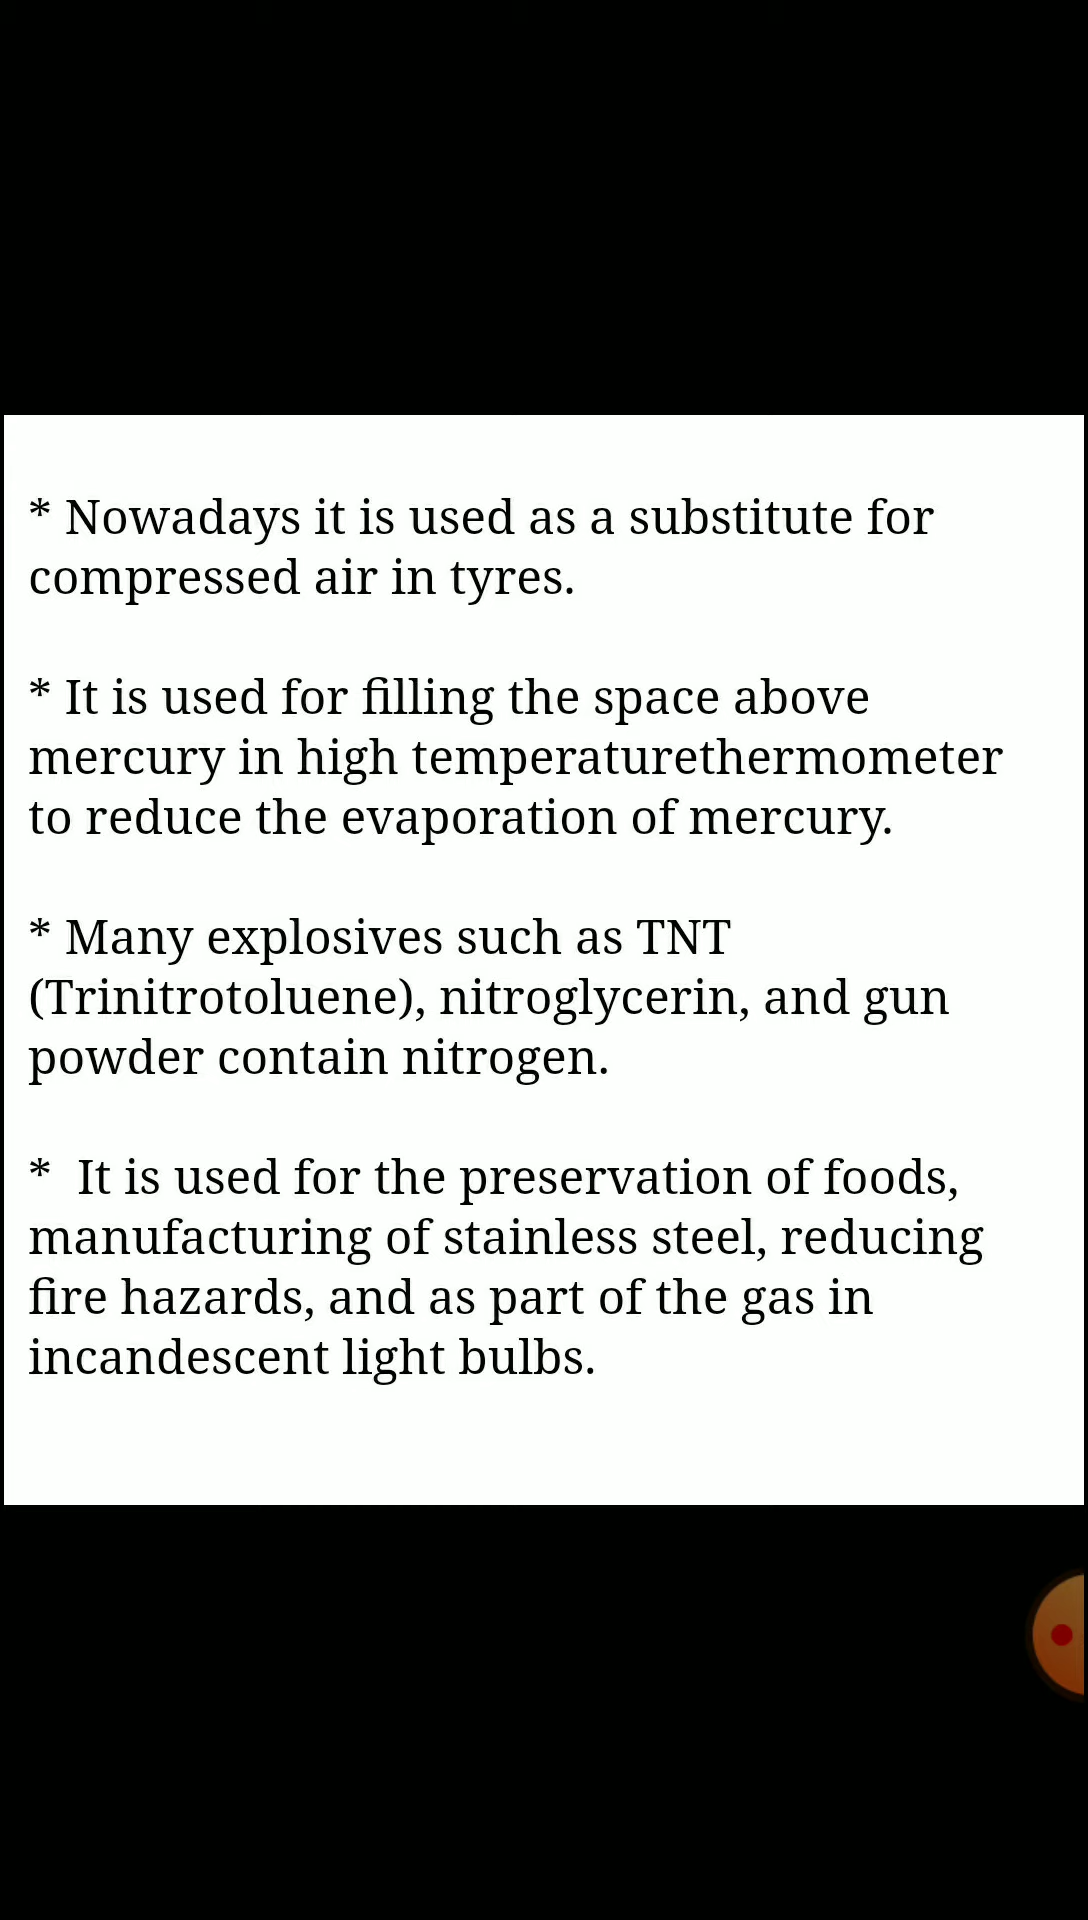 * Nowadays it is used as a substitute for
compressed air in tyres.
* It is used for filling the space above
mercury in high temperaturethermometer
to reduce the evaporation of mercury.
* Many explosives such as TNT
(Trinitrotoluene), nitroglycerin, and gun
powder contain nitrogen.
*  It is used for the preservation of foods,
manufacturing of stainless steel, reducing
fire hazards, and as part of the gas in
incandescent light bulbs.